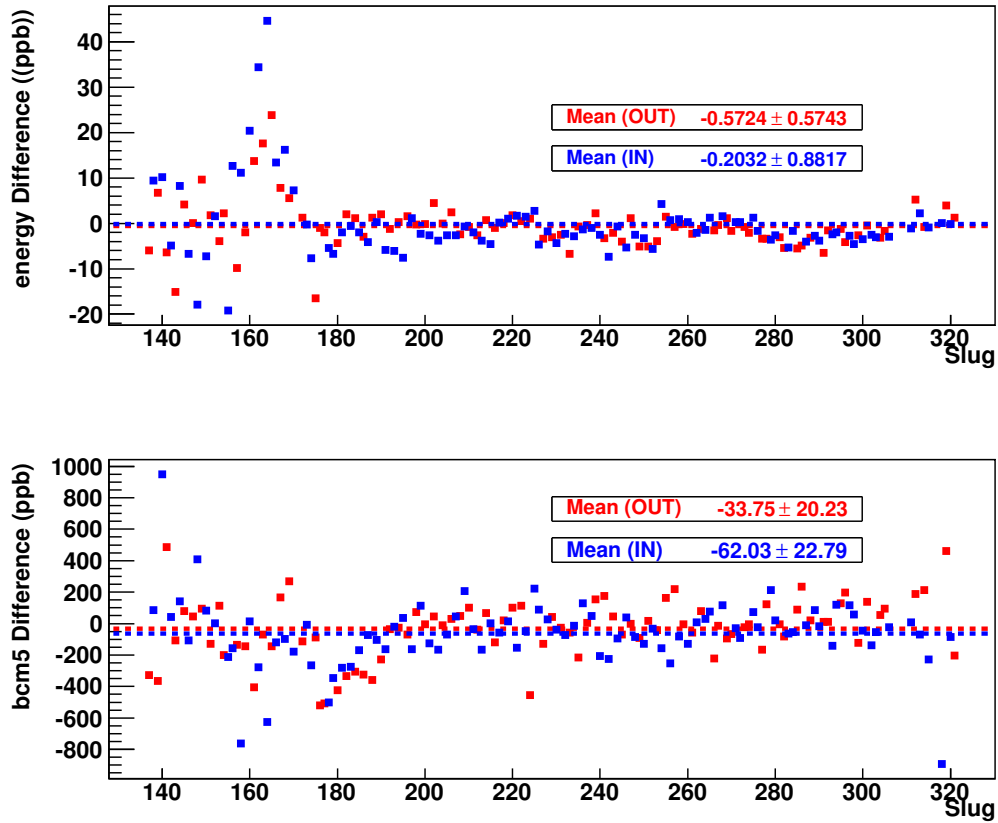 energy Difference ((ppb))
40
30
20
10
0
-10
-20
Mean (OUT) -0.5724 ± 0.5743
Mean (IN) -0.2032 ± 0.8817
140 160 180 200 220 240 260 280 300 320
Slug
bcm5 Difference (ppb)
1000
800
600
400
200
0
-200
-400
-600
-800
Mean (OUT) -33.75 ± 20.23
Mean (IN) -62.03 ± 22.79
140 160 180 200 220 240 260 280 300 320
Slug